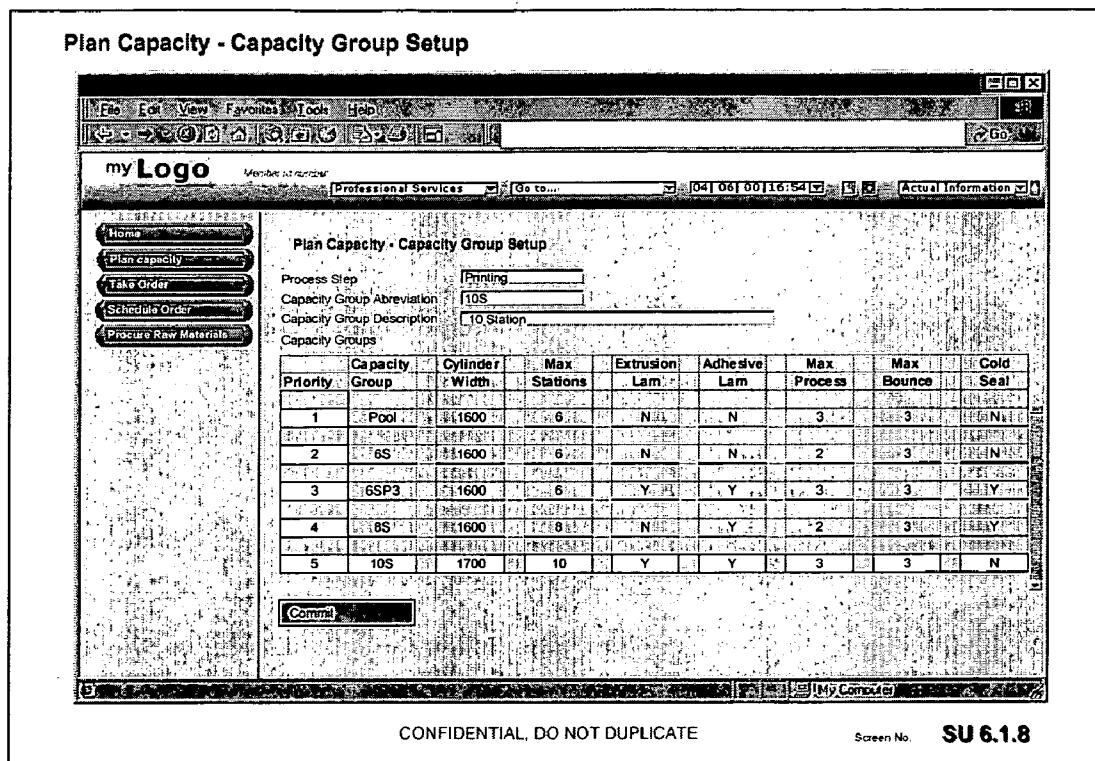 Plan Capacity - Capacity Group Setup
File Edit View Favorites Tools Help
Go
my Logo Member id number
Professional Services Go to.... 04 06 00 16:54 Actual Information
Home
Plan capacity
Take Order
Schedule Order
Procure Raw Materials
Plan Capacity - Capacity Group Setup
Process Step Printing
Capacity Group Abreviation 10S
Capacity Group Description 10 Station
Capacity Groups
Priority Capacity Group Cylinder Width Max Stations Extrusion Lam Adhesive Lam Max Process Max Bounce Cold Seal
1 Pool 1600 6 N N 3 3 N
2 6S 1600 6 N N 2 3 N
3 6SP3 1600 6 Y Y 3 3 Y
4 8S 1600 8 N Y 2 3 Y
5 10S 1700 10 Y Y 3 3 N
Commit
My Computer
CONFIDENTIAL, DO NOT DUPLICATE
Screen No. SU 6.1.8